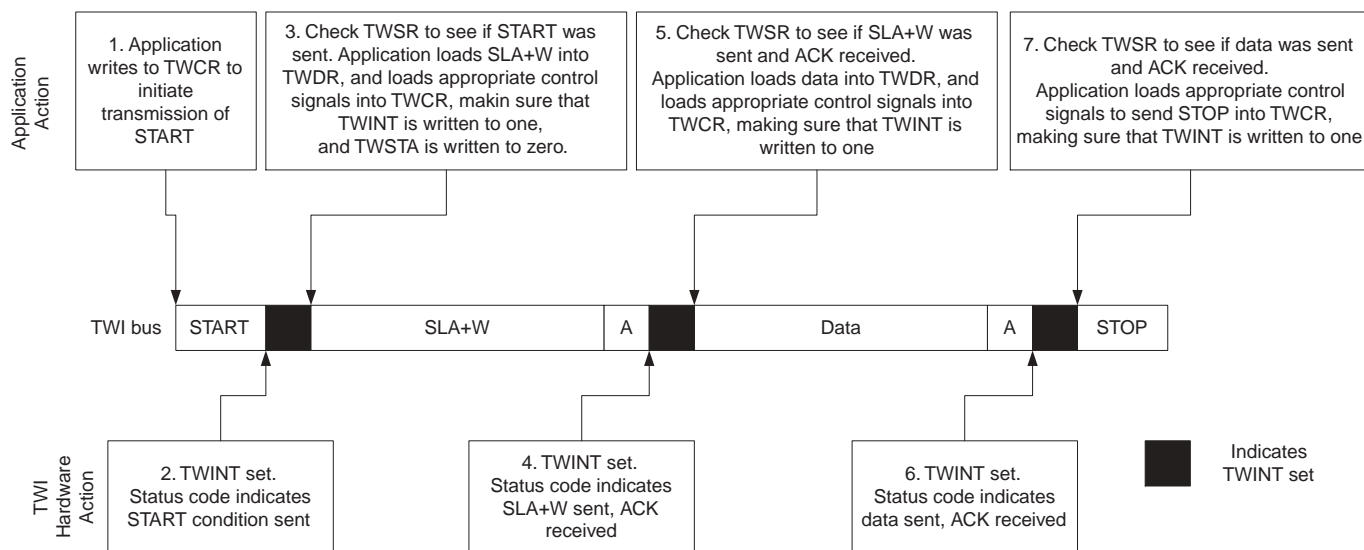 Application
Action
1. Application
writes to TWCR to
initiate
transmission of
START
3. Check TWSR to see if START was
sent. Application loads SLA+W into
TWDR, and loads appropriate control
signals into TWCR, makin sure that
TWINT is written to one,
and TWSTA is written to zero.
5. Check TWSR to see if SLA+W was
sent and ACK received.
Application loads data into TWDR, and
loads appropriate control signals into
TWCR, making sure that TWINT is
written to one
7. Check TWSR to see if data was sent
and ACK received.
Application loads appropriate control
signals to send STOP into TWCR,
making sure that TWINT is written to one
TWI bus
START
SLA+W
A
Data
A
STOP
TWI
Hardware
Action
2. TWINT set.
Status code indicates
START condition sent
4. TWINT set.
Status code indicates
SLA+W sent, ACK
received
6. TWINT set.
Status code indicates
data sent, ACK received
Indicates
TWINT set